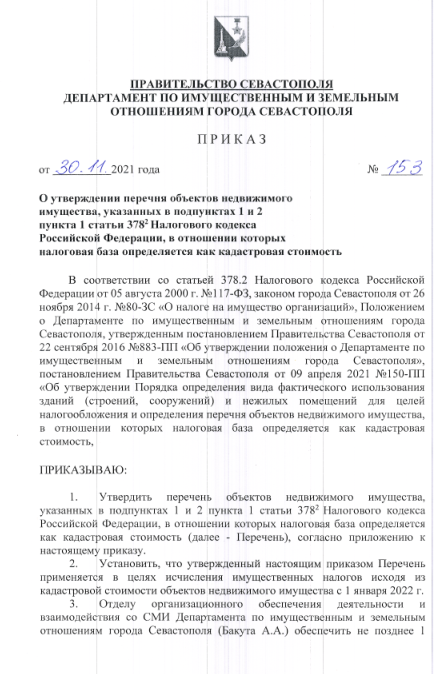 ПРАВИТЕЛЬСТВО СЕВАСТОПОЛЯ
ДЕПАРТАМЕНТ ПО ИМУЩЕСТВЕННЫМ И ЗЕМЕЛЬНЫМ
ОТНОШЕНИЯМ ГОРОДА СЕВАСТОПОЛЯ
ПРИКАЗ
от 30.11.2021 года № 153
О утверждении перечня объектов недвижимого
имущества, указанных в подпунктах 1 и 2
пункта 1 статьи 378² Налогового кодекса
Российской Федерации, в отношении которых
налоговая база определяется как кадастровая стоимость
В соответствии со статьей 378.2 Налогового кодекса Российской
Федерации от 05 августа 2000 г. №117-ФЗ, законом города Севастополя от 26
ноября 2014 г. №80-ЗС «О налоге на имущество организаций», Положением
о Департаменте по имущественным и земельным отношениям города
Севастополя, утвержденным постановлением Правительства Севастополя от
22 сентября 2016 №883-ПП «Об утверждении положения о Департаменте по
имущественным и земельным отношениям города Севастополя»,
постановлением Правительства Севастополя от 09 апреля 2021 №150-ПП
«Об утверждении Порядка определения вида фактического использования
зданий (строений, сооружений) и нежилых помещений для целей
налогообложения и определения перечня объектов недвижимого имущества,
в отношении которых налоговая база определяется как кадастровая
стоимость,
ПРИКАЗЫВАЮ:
1. Утвердить перечень объектов недвижимого имущества,
указанных в подпунктах 1 и 2 пункта 1 статьи 378² Налогового кодекса
Российской Федерации, в отношении которых налоговая база определяется
как кадастровая стоимость (далее - Перечень), согласно приложению к
настоящему приказу.
2. Установить, что утвержденный настоящим приказом Перечень
применяется в целях исчисления имущественных налогов исходя из
кадастровой стоимости объектов недвижимого имущества с 1 января 2022 г.
3. Отделу организационного обеспечения деятельности и
взаимодействия со СМИ Департамента по имущественным и земельным
отношениям города Севастополя (Бакута А.А.) обеспечить не позднее 1